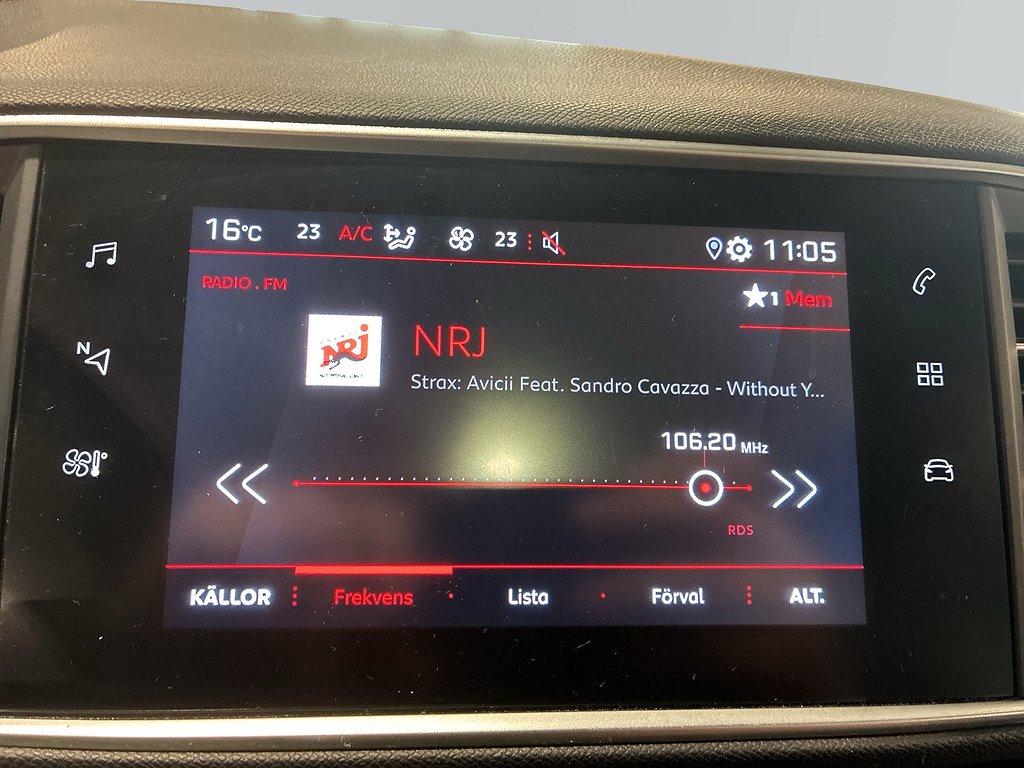 16°C 23 A/C 23 11:05
RADIO . FM
★1 Mem
NRJ
NRJ
Strax: Avicii Feat. Sandro Cavazza - Without Y...
N
106.20 MHz
RDS
KÄLLOR Frekvens Lista Förval ALT.